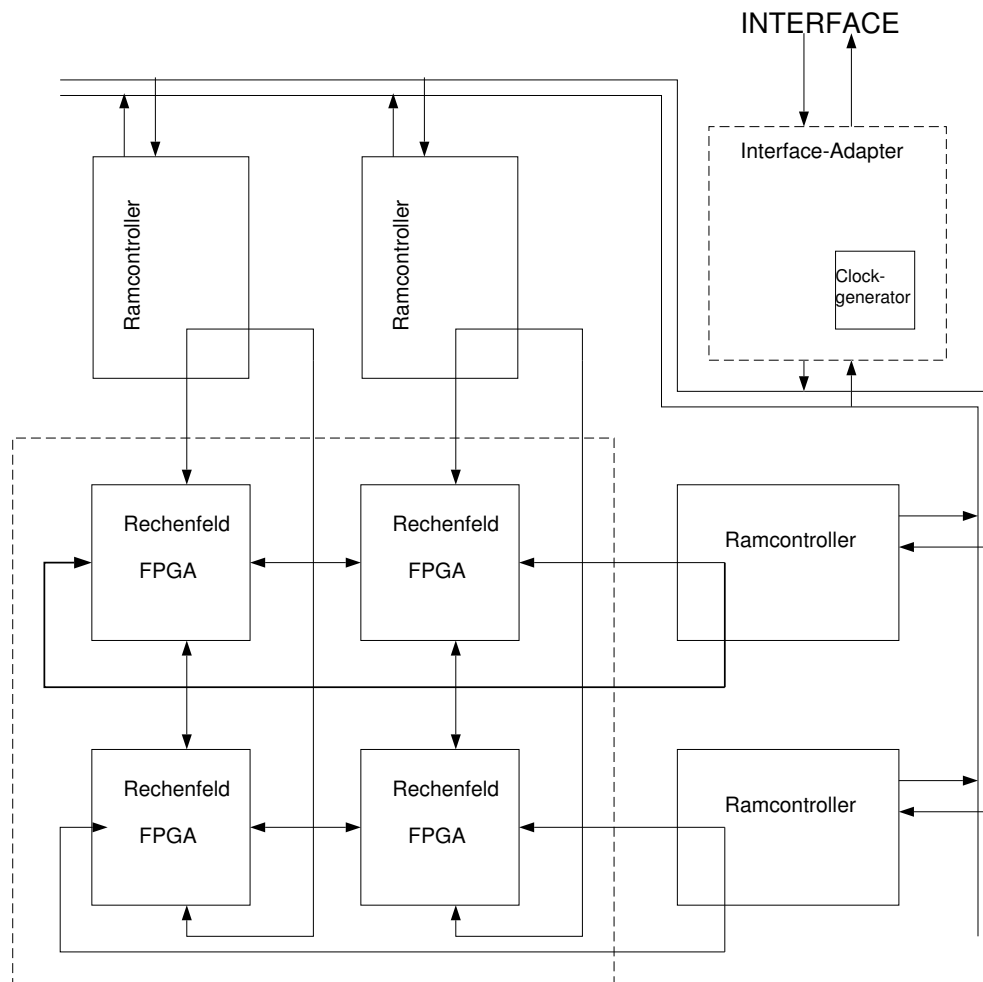 INTERFACE
Interface-Adapter
Clock-
generator
Ramcontroller
Ramcontroller
Rechenfeld
FPGA
Rechenfeld
FPGA
Ramcontroller
Rechenfeld
FPGA
Rechenfeld
FPGA
Ramcontroller